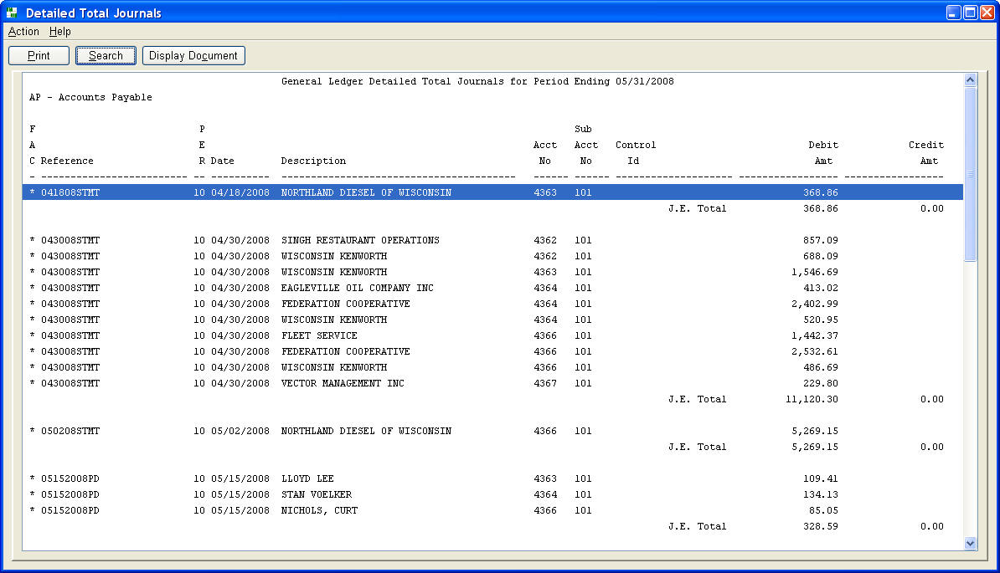 Detailed Total Journals
Action Help
Print Search Display Document
General Ledger Detailed Total Journals for Period Ending 05/31/2008
AP - Accounts Payable
F P Sub
A E Acct Acct Control Debit Credit
C Reference R Date Description No No Id Amt Amt
- ------------------------- -- ---------- ---------------------------------------- ------ ------ -------------------- ----------------- -----------------
* 041808STMT 10 04/18/2008 NORTHLAND DIESEL OF WISCONSIN 4363 101 368.86
J.E. Total 368.86 0.00
* 043008STMT 10 04/30/2008 SINGH RESTAURANT OPERATIONS 4362 101 857.09
* 043008STMT 10 04/30/2008 WISCONSIN KENWORTH 4362 101 688.09
* 043008STMT 10 04/30/2008 WISCONSIN KENWORTH 4363 101 1,546.69
* 043008STMT 10 04/30/2008 EAGLEVILLE OIL COMPANY INC 4364 101 413.02
* 043008STMT 10 04/30/2008 FEDERATION COOPERATIVE 4364 101 2,402.99
* 043008STMT 10 04/30/2008 WISCONSIN KENWORTH 4364 101 520.95
* 043008STMT 10 04/30/2008 FLEET SERVICE 4366 101 1,442.37
* 043008STMT 10 04/30/2008 FEDERATION COOPERATIVE 4366 101 2,532.61
* 043008STMT 10 04/30/2008 WISCONSIN KENWORTH 4366 101 486.69
* 043008STMT 10 04/30/2008 VECTOR MANAGEMENT INC 4367 101 229.80
J.E. Total 11,120.30 0.00
* 050208STMT 10 05/02/2008 NORTHLAND DIESEL OF WISCONSIN 4366 101 5,269.15
J.E. Total 5,269.15 0.00
* 05152008PD 10 05/15/2008 LLOYD LEE 4363 101 109.41
* 05152008PD 10 05/15/2008 STAN VOELKER 4364 101 134.13
* 05152008PD 10 05/15/2008 NICHOLS, CURT 4366 101 85.05
J.E. Total 328.59 0.00